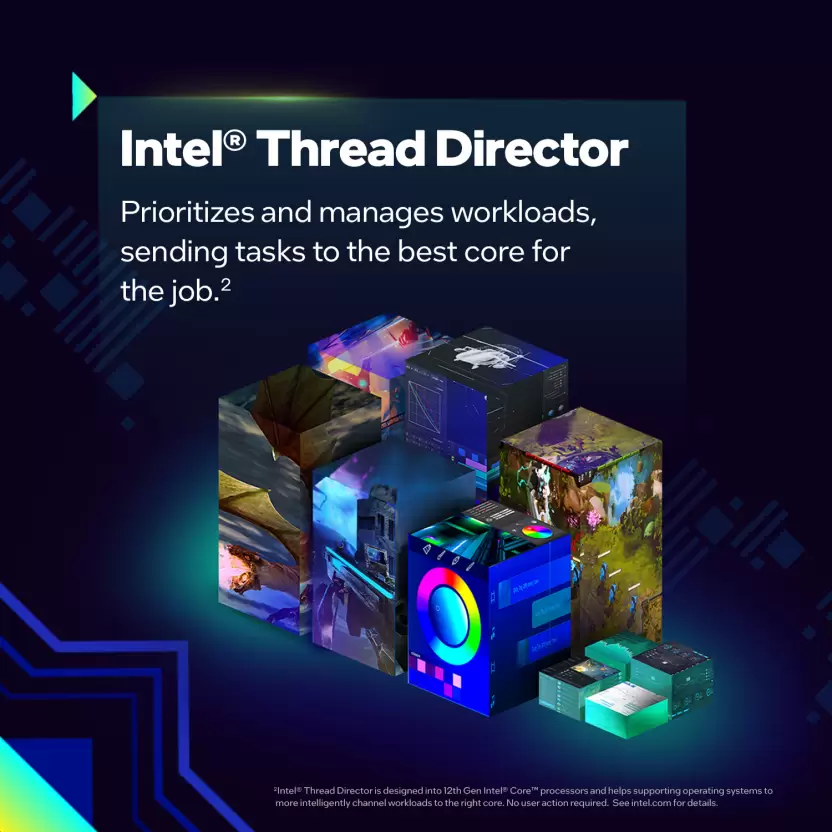 Intel® Thread Director
Prioritizes and manages workloads,
sending tasks to the best core for
the job.²
²Intel® Thread Director is designed into 12th Gen Intel® Core™ processors and helps supporting operating systems to
more intelligently channel workloads to the right core. No user action required. See intel.com for details.